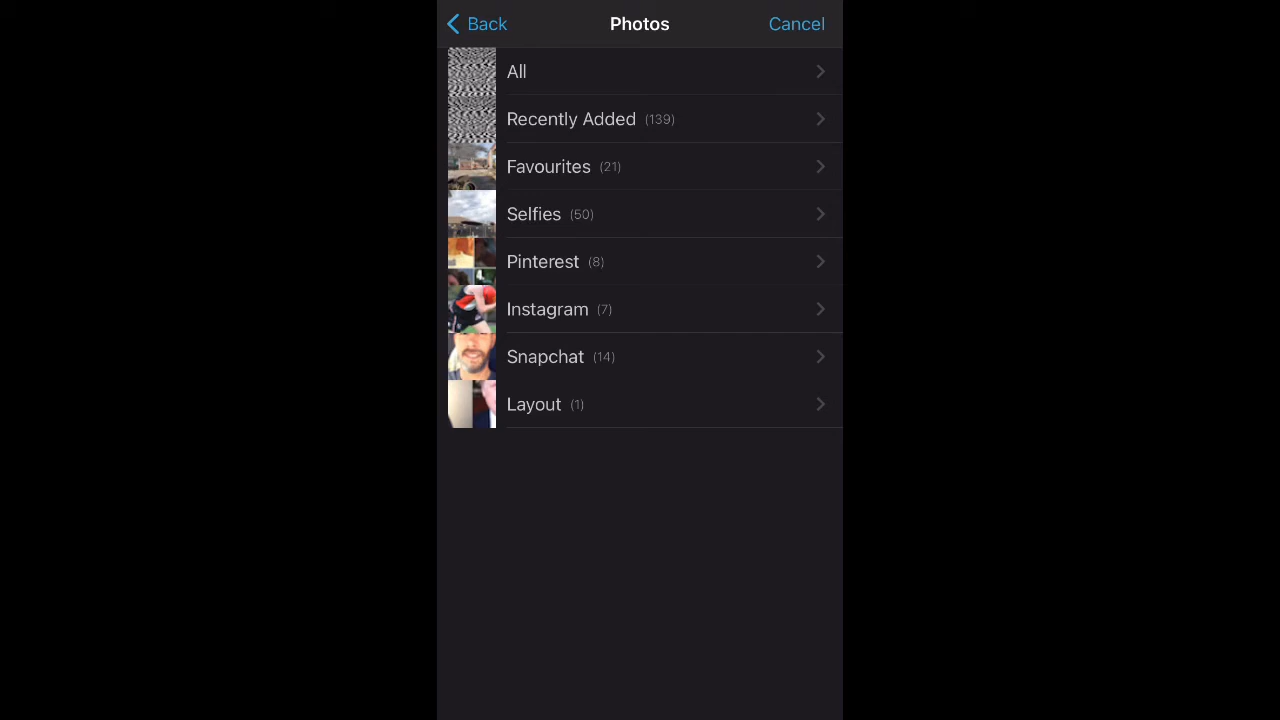 Back Photos Cancel
All
Recently Added (139)
Favourites (21)
Selfies (50)
Pinterest (8)
Instagram (7)
Snapchat (14)
Layout (1)